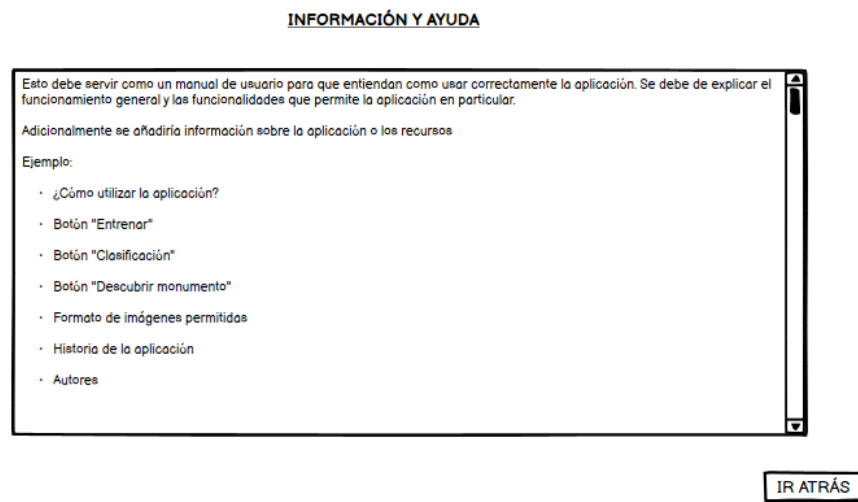 INFORMACIÓN Y AYUDA
Esto debe servir como un manual de usuario para que entiendan como usar correctamente la aplicación. Se debe de explicar el
funcionamiento general y las funcionalidades que permite la aplicación en particular.
Adicionalmente se añadiría información sobre la aplicación o los recursos
Ejemplo:
· ¿Cómo utilizar la aplicación?
· Botón "Entrenar"
· Botón "Clasificación"
· Botón "Descubrir monumento"
· Formato de imágenes permitidas
· Historia de la aplicación
· Autores
IR ATRÁS